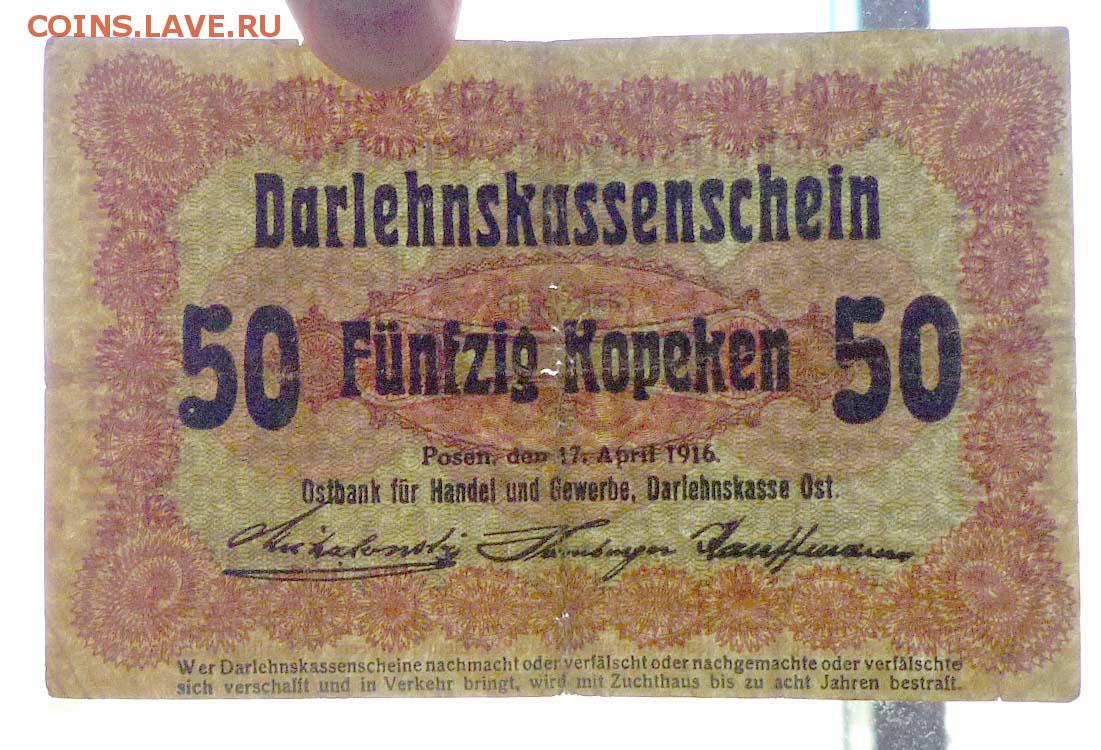 COINS.LAVE.RU
Darlehnskassenschein
50 Fünfzig Kopeken 50
Posen, den 17. April 1916.
Ostbank für Handel und Gewerbe, Darlehnskasse Ost.
Kauffmann
Wer Darlehnskassenscheine nachmacht oder verfälscht oder nachgemachte oder verfälschte
sich verschafft und in Verkehr bringt, wird mit Zuchthaus bis zu acht Jahren bestraft.